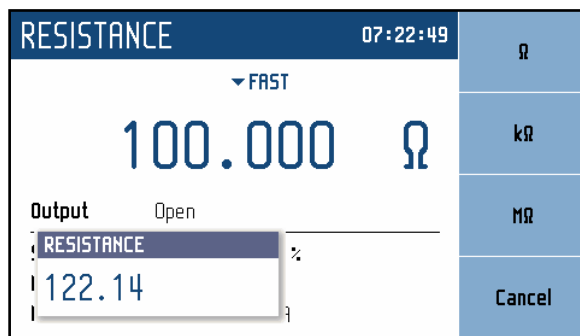 RESISTANCE 07:22:49
FAST
100.000 Ω
Output Open
%
RESISTANCE
122.14
Ω
kΩ
MΩ
Cancel